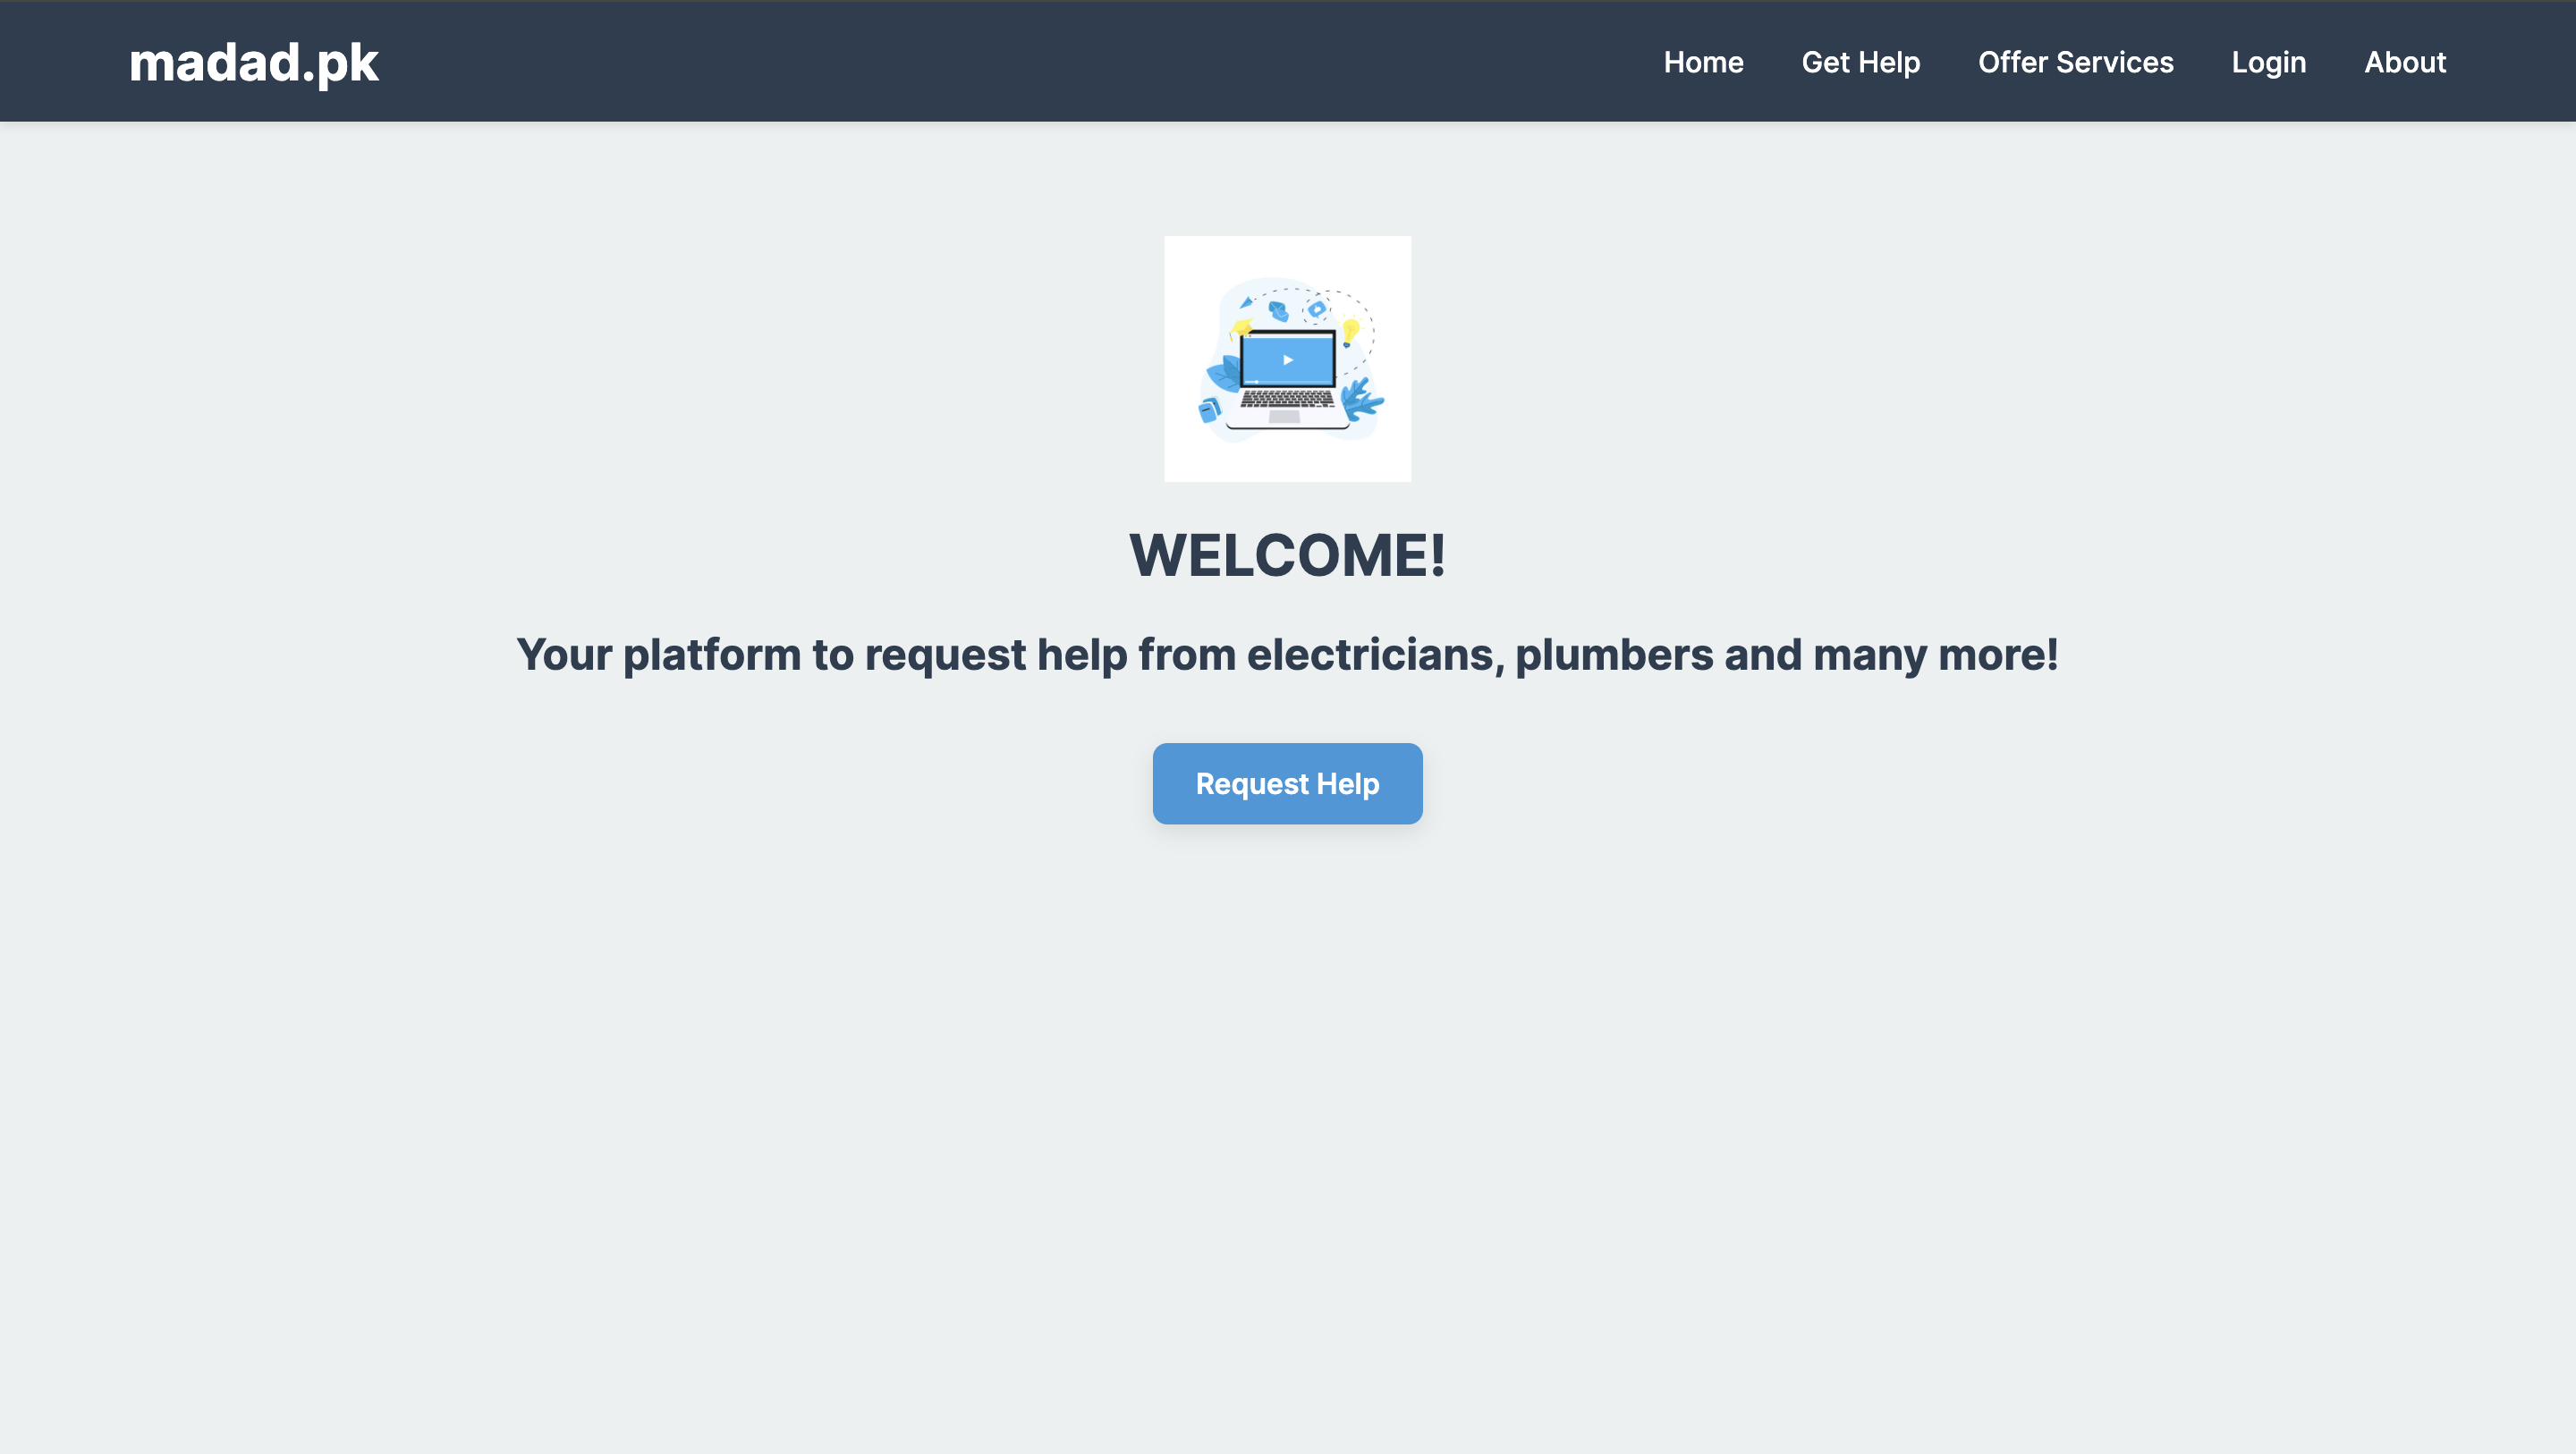 madad.pk
Home Get Help Offer Services Login About
WELCOME!
Your platform to request help from electricians, plumbers and many more!
Request Help